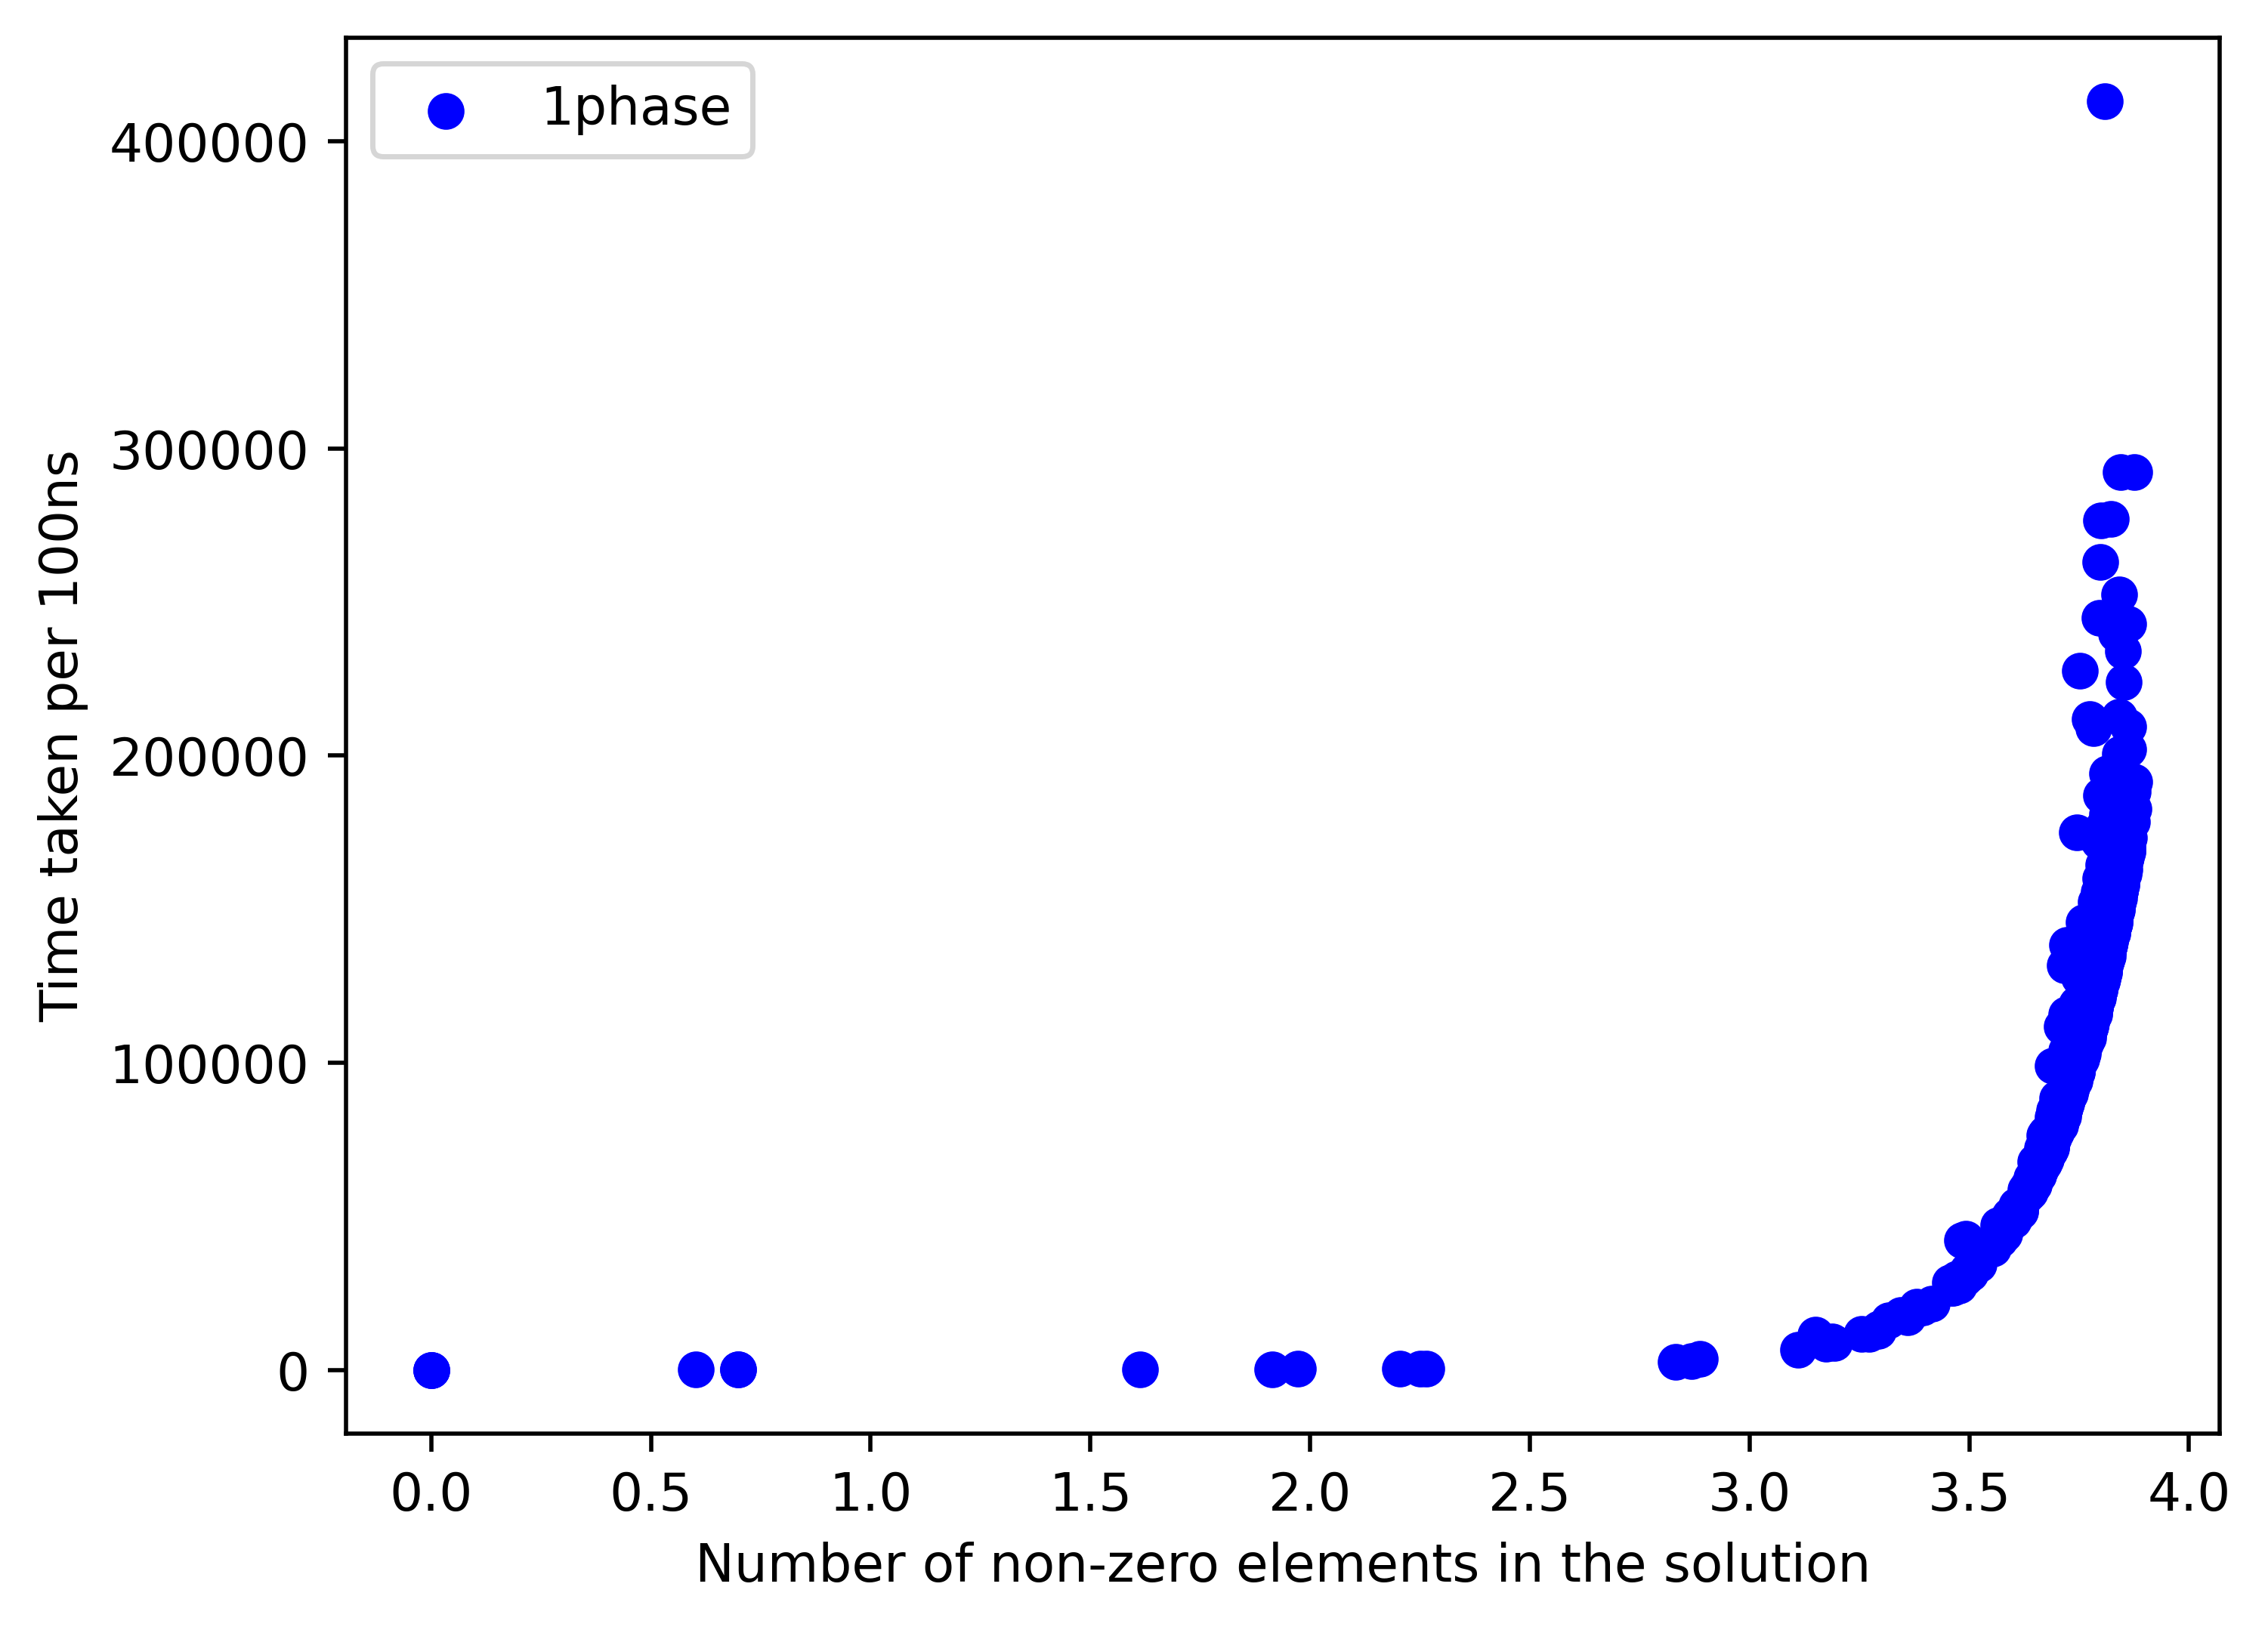 1phase
Time taken per 100ns
400000
300000
200000
100000
0
0.0 0.5 1.0 1.5 2.0 2.5 3.0 3.5 4.0
Number of non-zero elements in the solution